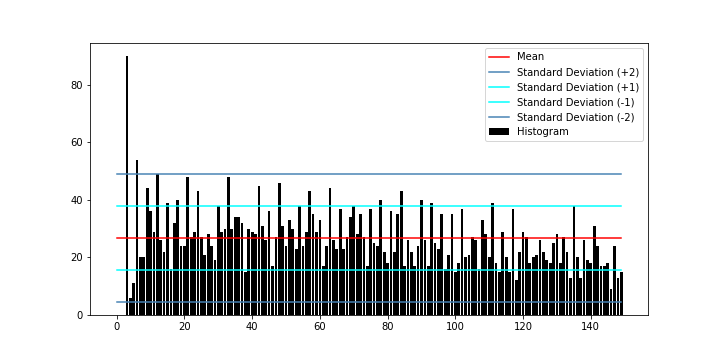 Mean
Standard Deviation (+2)
Standard Deviation (+1)
Standard Deviation (-1)
Standard Deviation (-2)
Histogram
80
60
40
20
0
0 20 40 60 80 100 120 140